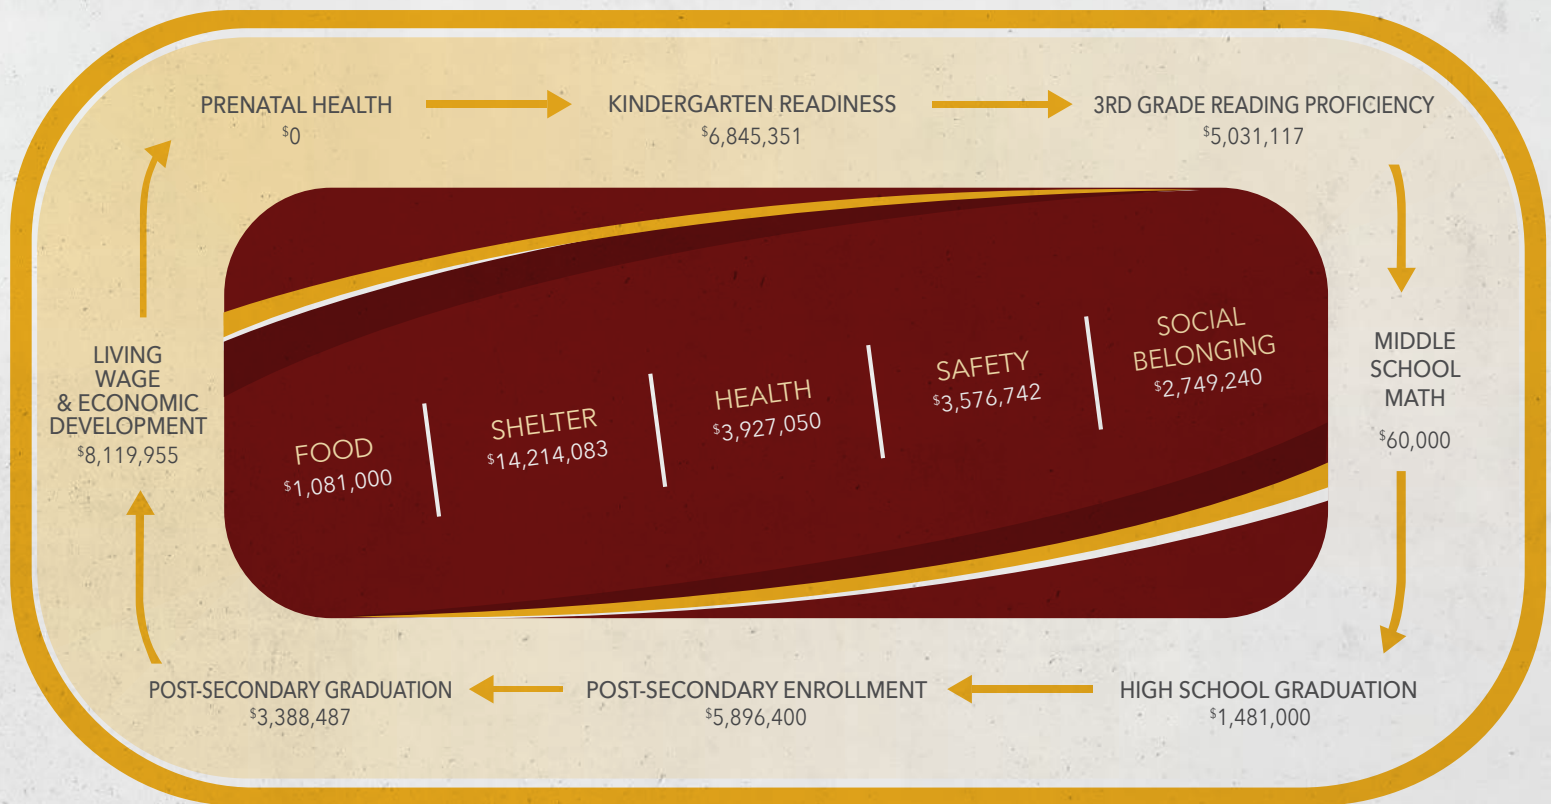 PRENATAL HEALTH
$0
KINDERGARTEN READINESS
$6,845,351
3RD GRADE READING PROFICIENCY
$5,031,117
MIDDLE
SCHOOL
MATH
$60,000
HIGH SCHOOL GRADUATION
$1,481,000
POST-SECONDARY ENROLLMENT
$5,896,400
POST-SECONDARY GRADUATION
$3,388,487
LIVING
WAGE
& ECONOMIC
DEVELOPMENT
$8,119,955
FOOD
$1,081,000
SHELTER
$14,214,083
HEALTH
$3,927,050
SAFETY
$3,576,742
SOCIAL
BELONGING
$2,749,240